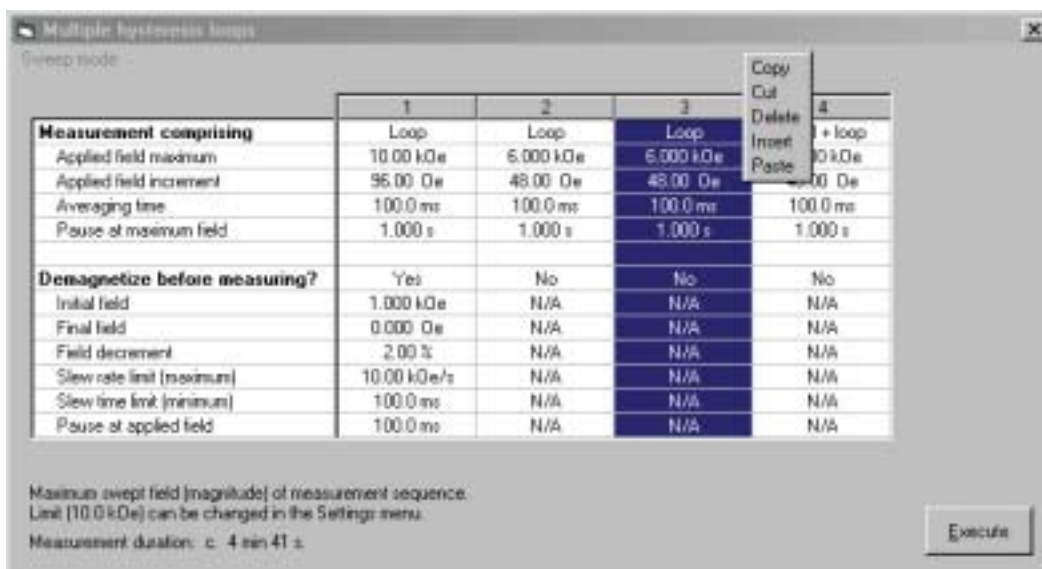 Multiple hysteresis loops
Sweep mode
Copy
Cut
Delete
Insert
Paste
1 2 3 4
Measurement comprising Loop Loop Loop + loop
Applied field maximum 10.00 kOe 6.000 kOe 6.000 kOe kOe
Applied field increment 96.00 Oe 48.00 Oe 48.00 Oe Oe
Averaging time 100.0 ms 100.0 ms 100.0 ms 100.0 ms
Pause at maximum field 1.000 s 1.000 s 1.000 s 1.000 s
Demagnetize before measuring? Yes No No No
Initial field 1.000 kOe N/A N/A N/A
Final field 0.000 Oe N/A N/A N/A
Field decrement 2.00 % N/A N/A N/A
Slew rate limit (maximum) 10.00 kOe/s N/A N/A N/A
Slew time limit (minimum) 100.0 ms N/A N/A N/A
Pause at applied field 100.0 ms N/A N/A N/A
Maximum swept field (magnitude) of measurement sequence.
Limit (10.0 kOe) can be changed in the Settings menu.
Measurement duration: c. 4 min 41 s.
Execute